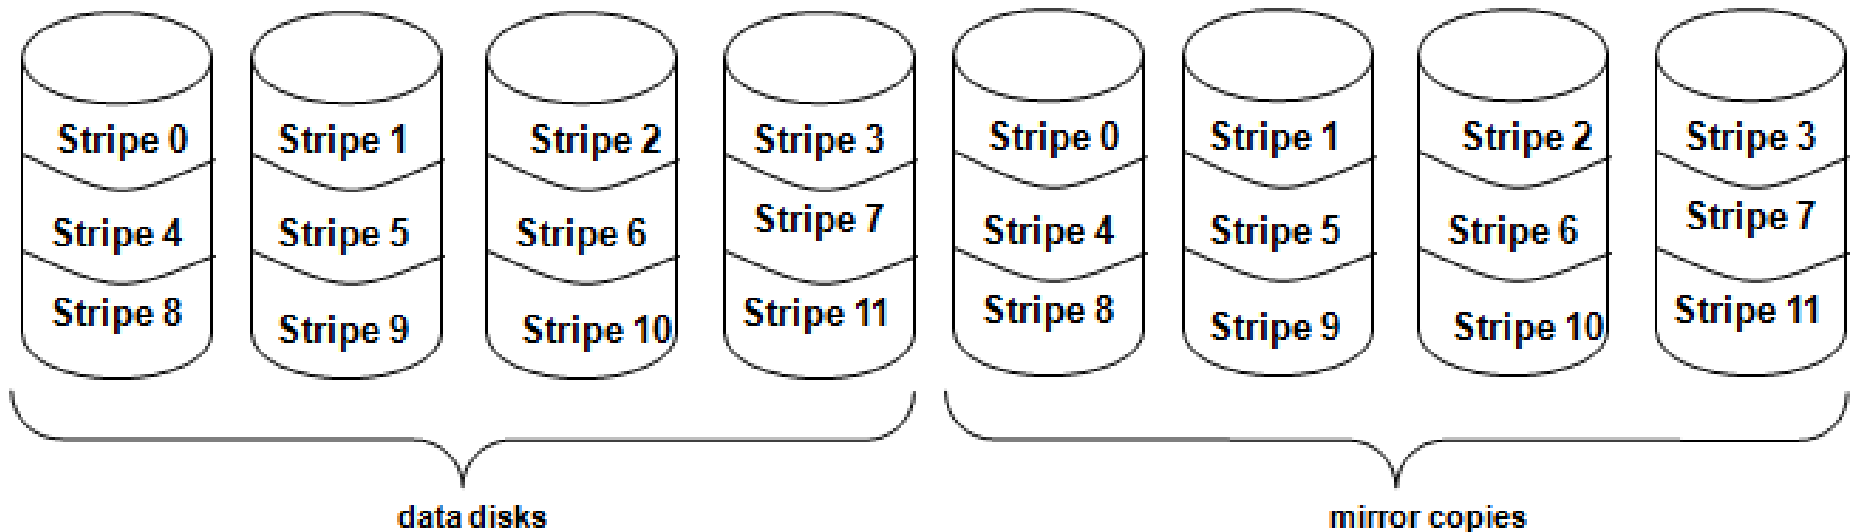 Stripe 0 Stripe 1 Stripe 2 Stripe 3 Stripe 0 Stripe 1 Stripe 2 Stripe 3
Stripe 4 Stripe 5 Stripe 6 Stripe 7 Stripe 4 Stripe 5 Stripe 6 Stripe 7
Stripe 8 Stripe 9 Stripe 10 Stripe 11 Stripe 8 Stripe 9 Stripe 10 Stripe 11
data disks mirror copies